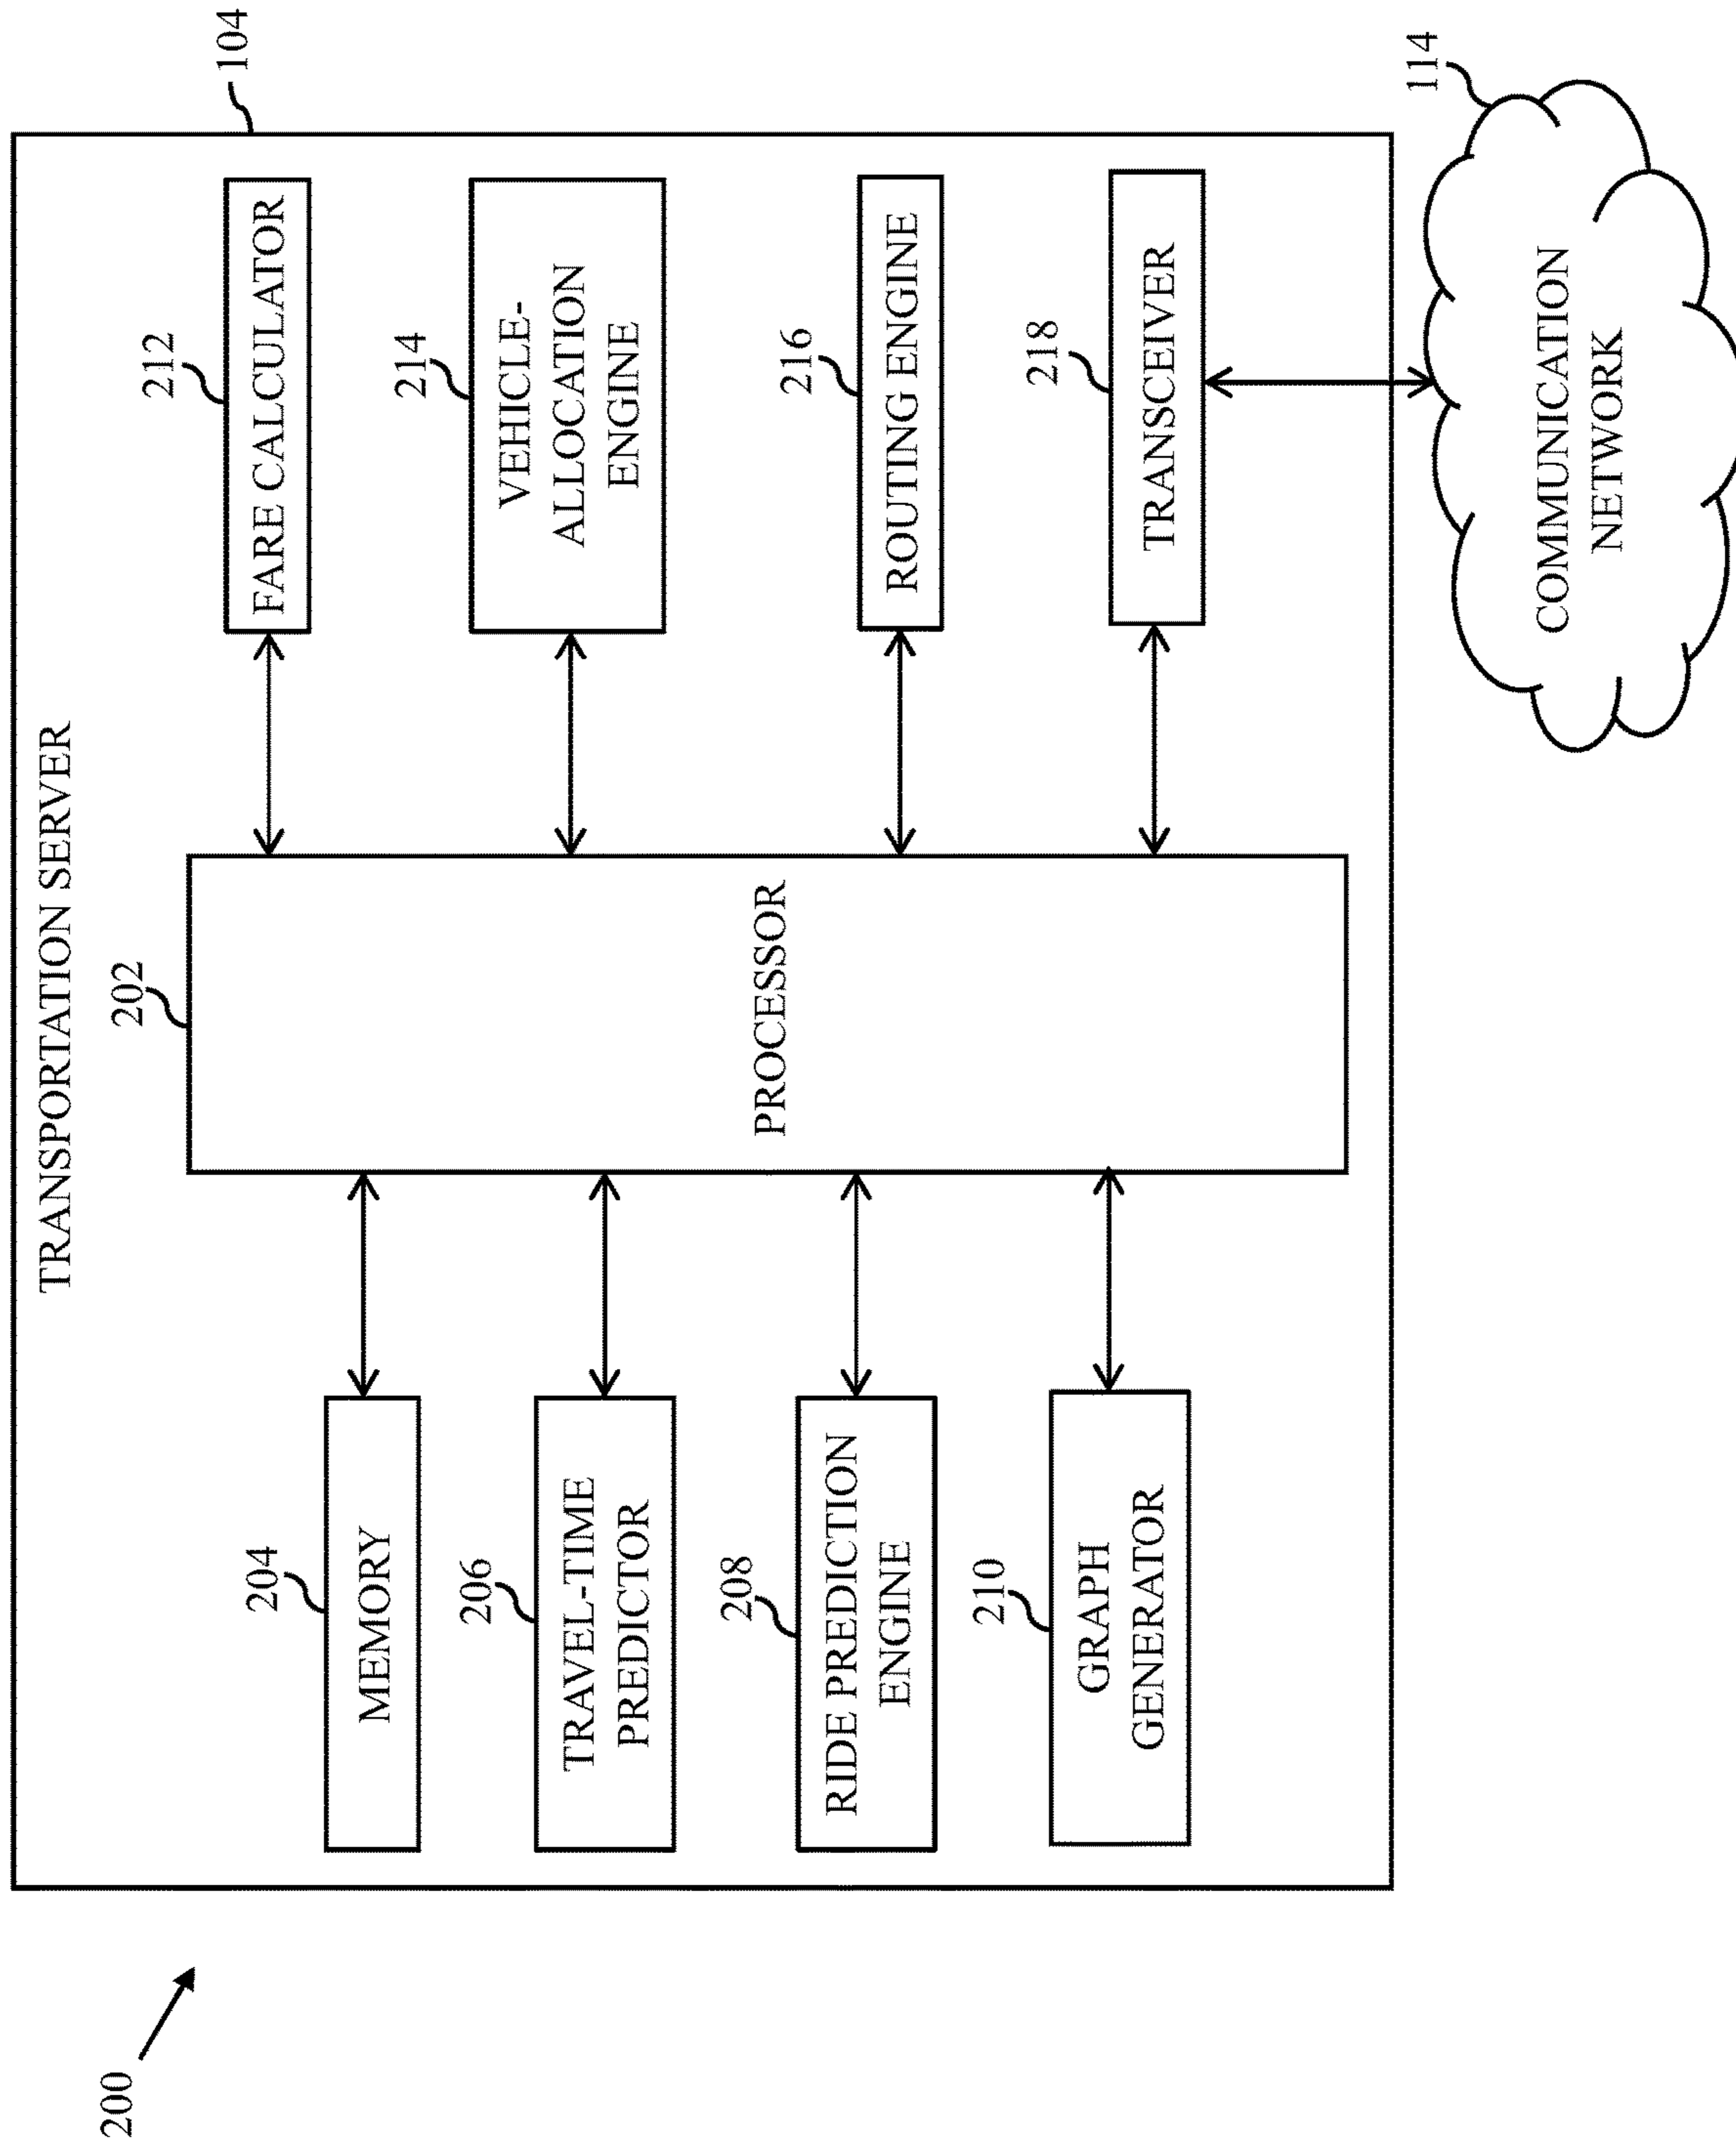 200
TRANSPORTATION SERVER
104
202
PROCESSOR
204
MEMORY
206
TRAVEL-TIME
PREDICTOR
208
RIDE PREDICTION
ENGINE
210
GRAPH
GENERATOR
212
FARE CALCULATOR
214
VEHICLE-
ALLOCATION
ENGINE
216
ROUTING ENGINE
218
TRANSCEIVER
114
COMMUNICATION
NETWORK